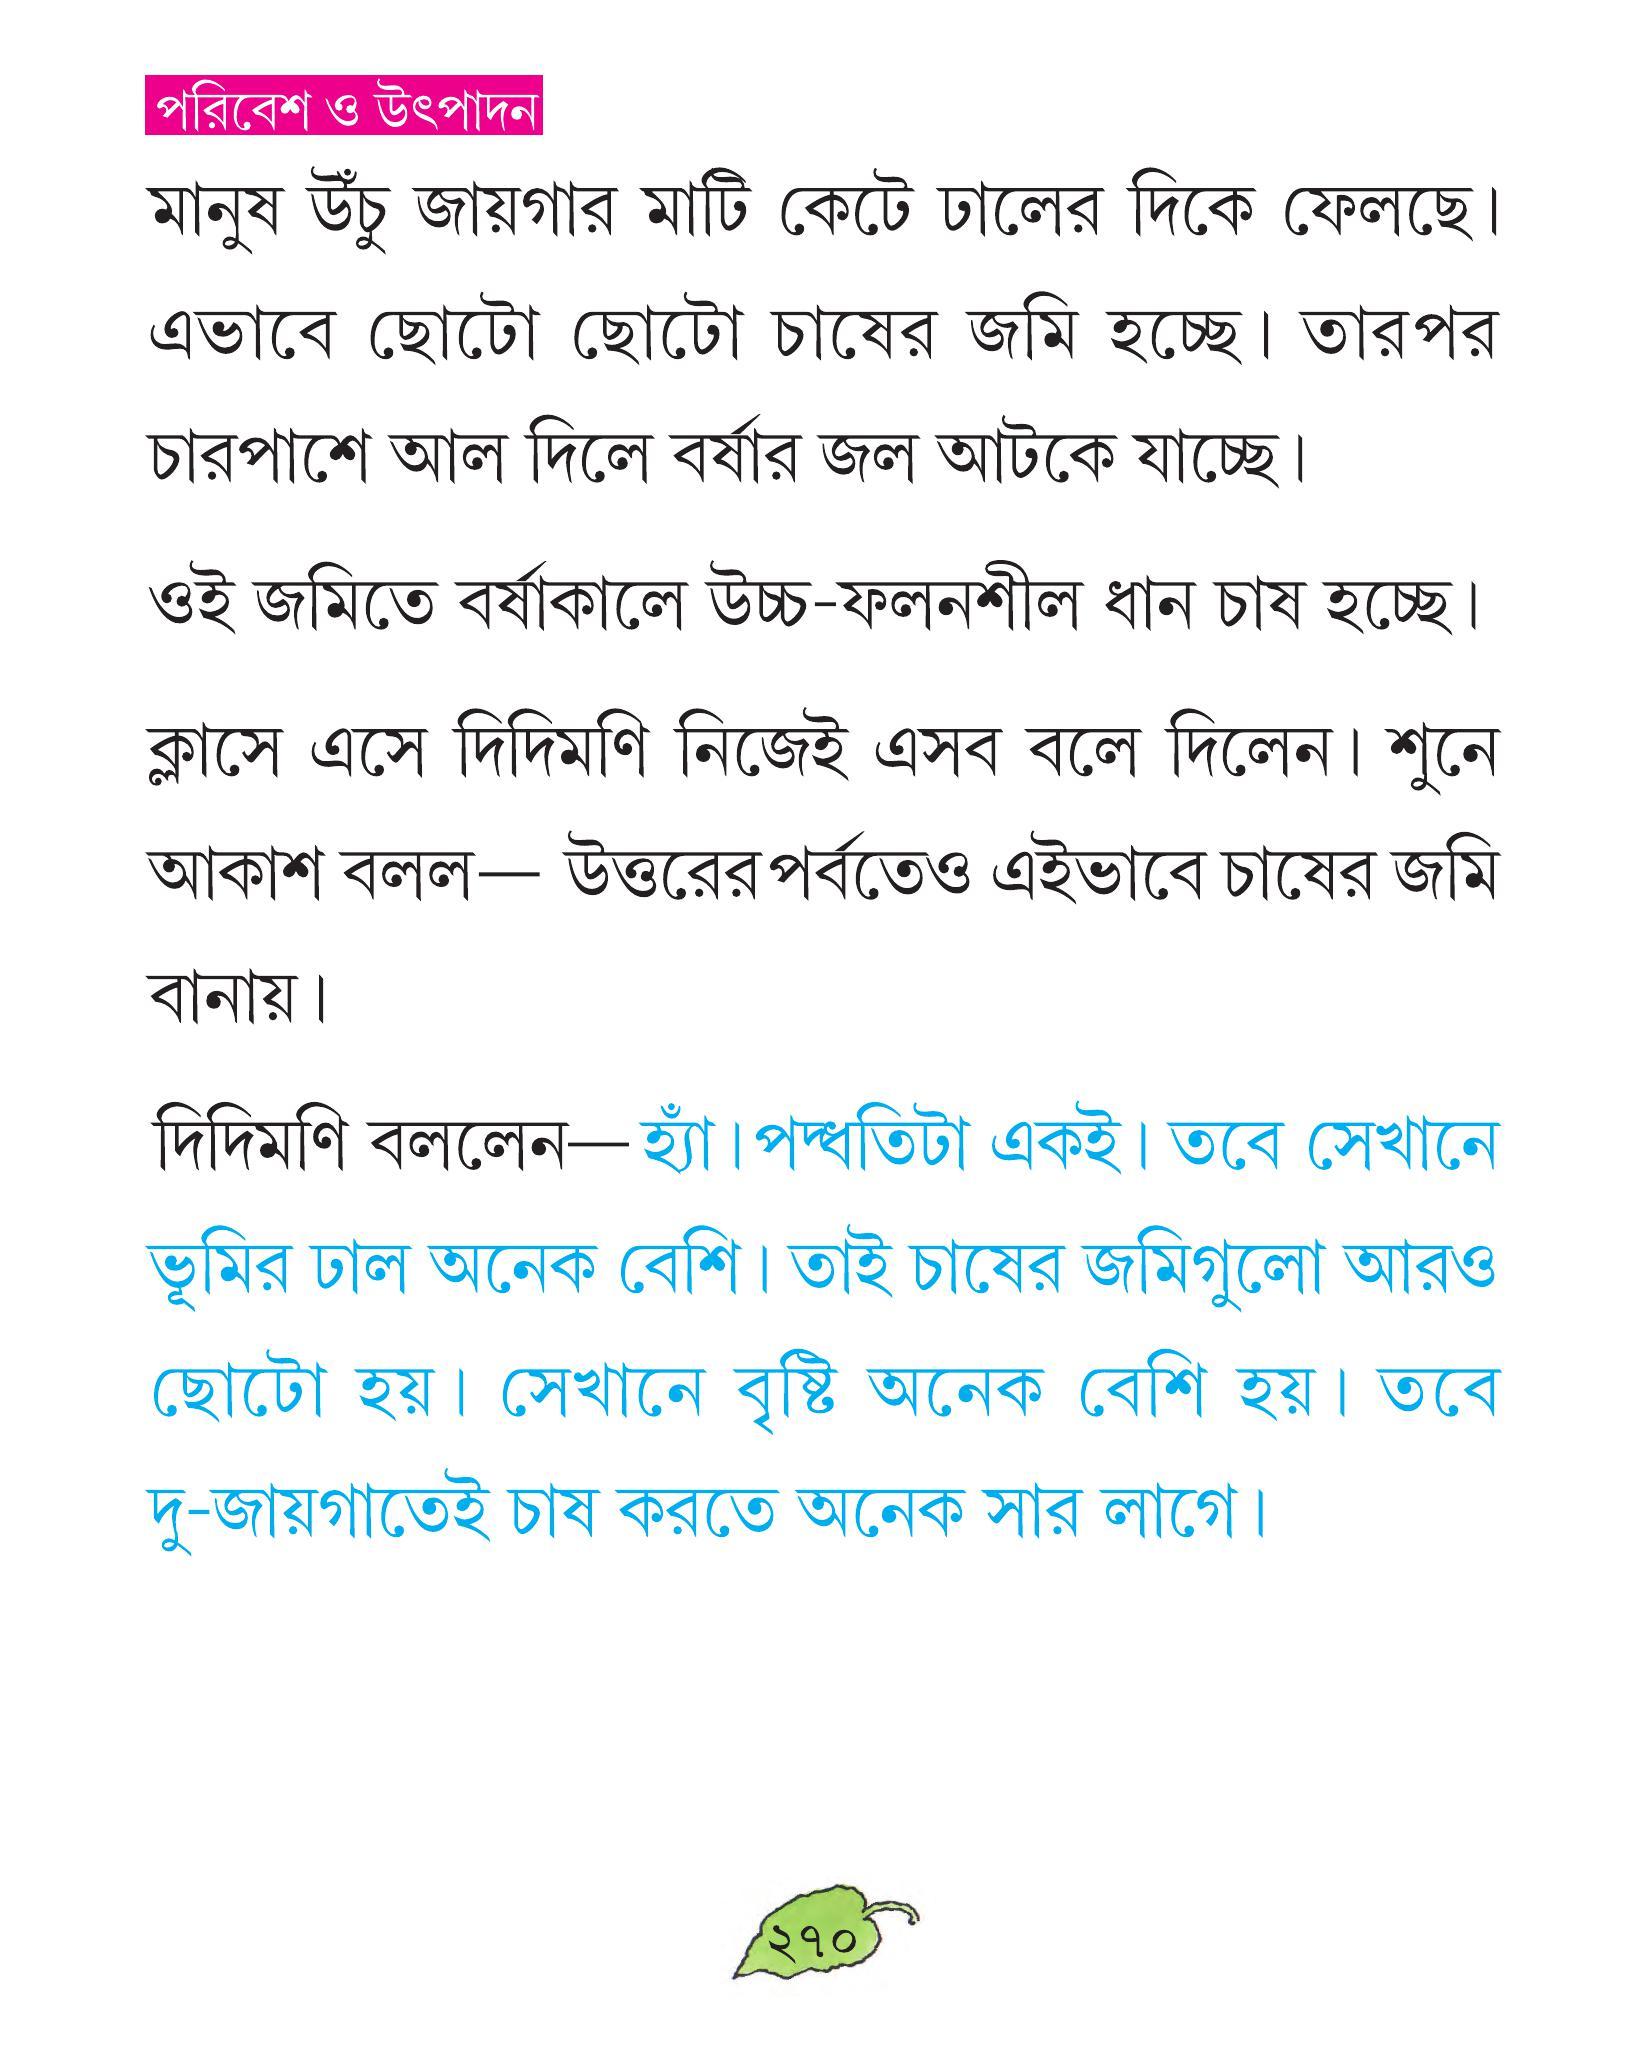 পরিবেশ ও উৎপাদন
মানুষ উঁচু জায়গার মাটি কেটে ঢালের দিকে ফেলছে।
এভাবে ছোটো ছোটো চাষের জমি হচ্ছে। তারপর
চারপাশে আল দিলে বর্ষার জল আটকে যাচ্ছে।
ওই জমিতে বর্ষাকালে উচ্চ-ফলনশীল ধান চাষ হচ্ছে।
ক্লাসে এসে দিদিমণি নিজেই এসব বলে দিলেন। শুনে
আকাশ বলল— উত্তরের পর্বতেও এইভাবে চাষের জমি
বানায়।
দিদিমণি বললেন— হ্যাঁ। পদ্ধতিটা একই। তবে সেখানে
ভূমির ঢাল অনেক বেশি। তাই চাষের জমিগুলো আরও
ছোটো হয়। সেখানে বৃষ্টি অনেক বেশি হয়। তবে
দু-জায়গাতেই চাষ করতে অনেক সার লাগে।
২৭০